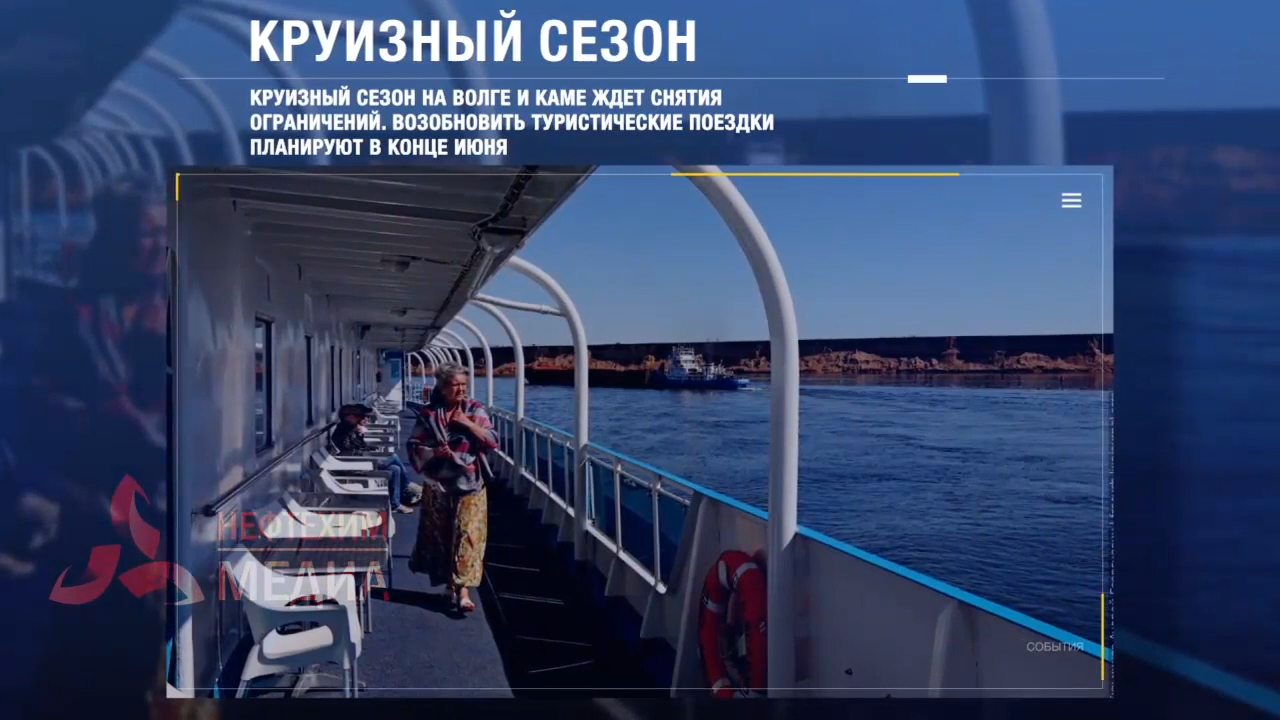 КРУИЗНЫЙ СЕЗОН
КРУИЗНЫЙ СЕЗОН НА ВОЛГЕ И КАМЕ ЖДЕТ СНЯТИЯ
ОГРАНИЧЕНИЙ. ВОЗОБНОВИТЬ ТУРИСТИЧЕСКИЕ ПОЕЗДКИ
ПЛАНИРУЮТ В КОНЦЕ ИЮНЯ
НЕФТЕХИМ
МЕДИА
СОБЫТИЯ